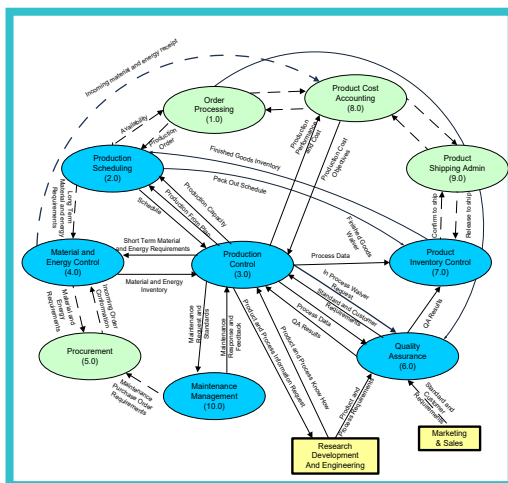 Incoming material and energy receipt
Order
Processing
(1.0)
Product Cost
Accounting
(8.0)
Availability
Production
Order
Production
Performance
and Cost
Production Cost
Objectives
Production
Scheduling
(2.0)
Finished Goods Inventory
Pack Out Schedule
Product
Shipping Admin
(9.0)
Long Term
Material and energy
Requirements
Production Capacity
Production From Plan
Schedule
Finished Goods
Waiver
Confirm to ship
Release to ship
Material and Energy
Control
(4.0)
Short Term Material
and Energy Requirements
Material and Energy
Inventory
Production
Control
(3.0)
Process Data
Product
Inventory Control
(7.0)
In Process Waiver
Request
Standard and Customer
Requirements
Process Data
QA Results
QA Results
Material and
Energy
Requirements
Incoming Order
Confirmation
Procurement
(5.0)
Maintenance
Purchase Order
Requirements
Maintenance
Request and
Standards
Maintenance
Response and
Feedback
Maintenance
Management
(10.0)
Product and Process Information Request
Product and Process Know How
Product and
Process Requirements
Quality
Assurance
(6.0)
Standard and
Customer
Requirements
Research
Development
And Engineering
Marketing
& Sales